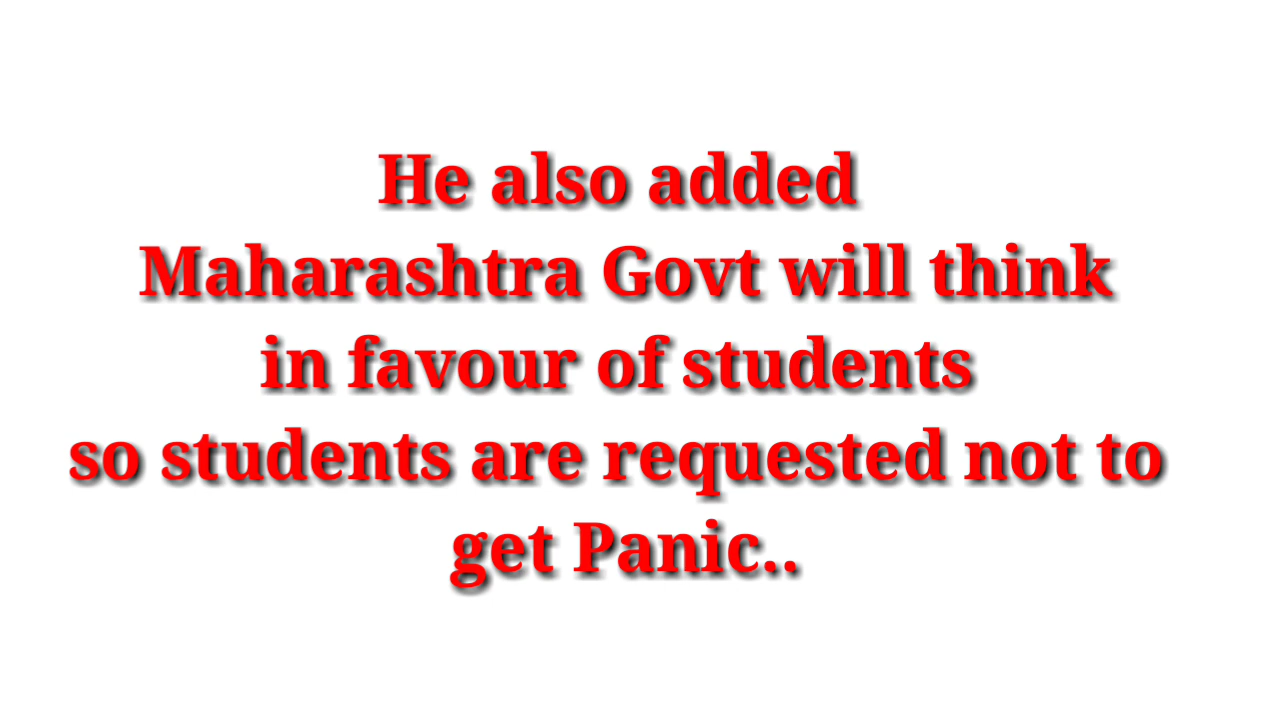 He also added
Maharashtra Govt will think
in favour of students
so students are requested not to
get Panic..